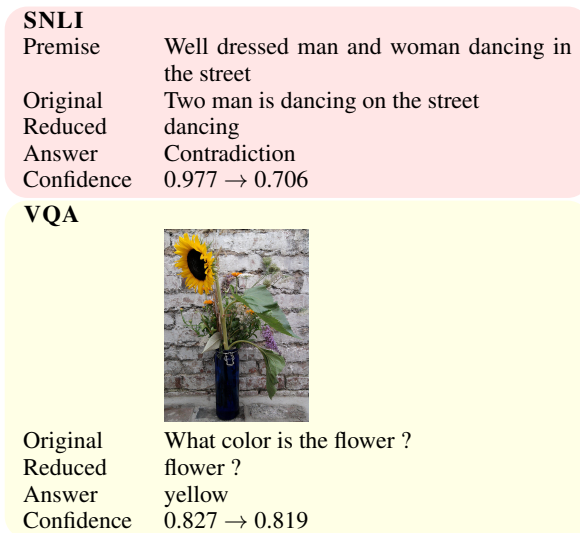 SNLI
Premise Well dressed man and woman dancing in
the street
Original Two man is dancing on the street
Reduced dancing
Answer Contradiction
Confidence 0.977 → 0.706
VQA
Original What color is the flower ?
Reduced flower ?
Answer yellow
Confidence 0.827 → 0.819